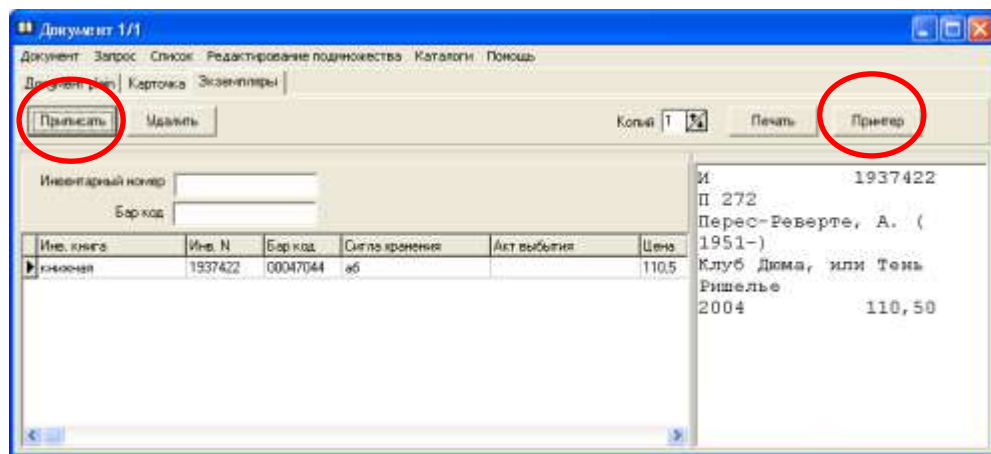 Документ 1/1
Документ Запрос Список Редактирование подмножества Каталоги Помощь
Документ plain Карточка Экземпляры
Приписать Удалить Копий 1 Печать Принтер
Инвентарный номер
Бар код
Инв. книга Инв. N Бар код Сигла хранения Акт выбытия Цена
книжная 1937422 00047044 аб 110,5
И 1937422
П 272
Перес-Реверте, А. (
1951-)
Клуб Дюма, или Тень
Ришелье
2004 110,50